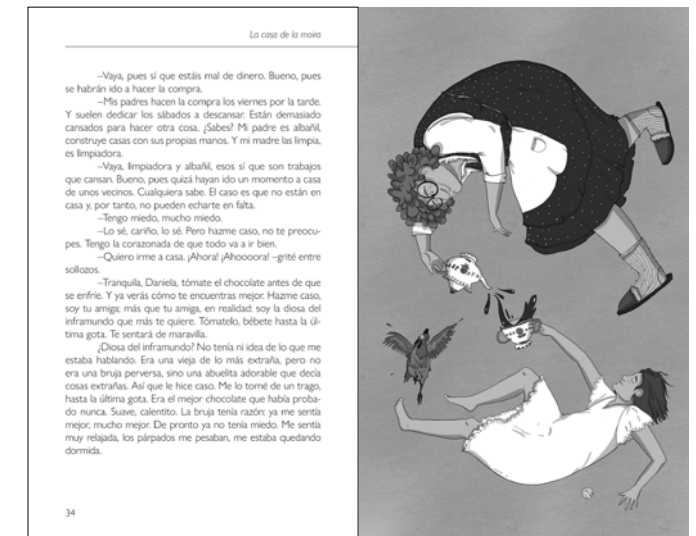 La casa de la moira
–Vaya, pues sí que estáis mal de dinero. Bueno, pues
se habrán ido a hacer la compra.
–Mis padres hacen la compra los viernes por la tarde.
Y suelen dedicar los sábados a descansar. Están demasiado
cansados para hacer otra cosa. ¿Sabes? Mi padre es albañil,
construye casas con sus propias manos. Y mi madre las limpia,
es limpiadora.
–Vaya, limpiadora y albañil, esos sí que son trabajos
que cansan. Bueno, pues quizá hayan ido un momento a casa
de unos vecinos. Cualquiera sabe. El caso es que no están en
casa y, por tanto, no pueden echarte en falta.
–Tengo miedo, mucho miedo.
–Lo sé, cariño, lo sé. Pero hazme caso, no te preocu-
pes. Tengo la corazonada de que todo va a ir bien.
–Quiero irme a casa. ¡Ahora! ¡Ahoooora! –grité entre
sollozos.
–Tranquila, Daniela, tómate el chocolate antes de que
se enfríe. Y ya verás cómo te encuentras mejor. Hazme caso,
soy tu amiga; más que tu amiga, en realidad: soy la diosa del
inframundo que más te quiere. Tómatelo, bébete hasta la úl-
tima gota. Te sentará de maravilla.
¿Diosa del inframundo? No tenía ni idea de lo que me
estaba hablando. Era una vieja de lo más extraña, pero no
era una bruja perversa, sino una abuelita adorable que decía
cosas extrañas. Así que le hice caso. Me lo tomé de un trago,
hasta la última gota. Era el mejor chocolate que había proba-
do nunca. Suave, calentito. La bruja tenía razón: ya me sentía
mejor, mucho mejor. De pronto ya no tenía miedo. Me sentía
muy relajada, los párpados me pesaban, me estaba quedando
dormida.
34